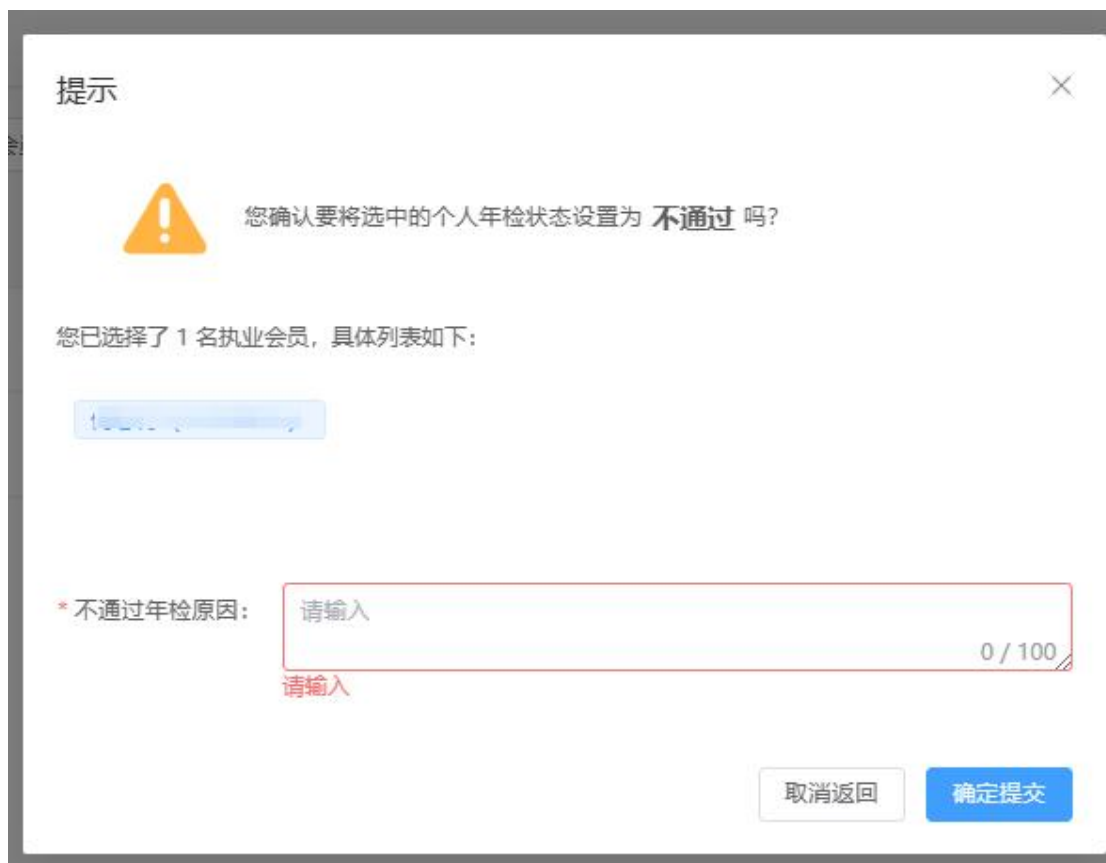 提示
您确认要将选中的个人年检状态设置为 不通过 吗?
您已选择了 1 名执业会员，具体列表如下：
* 不通过年检原因：
请输入
0 / 100
请输入
取消返回
确定提交